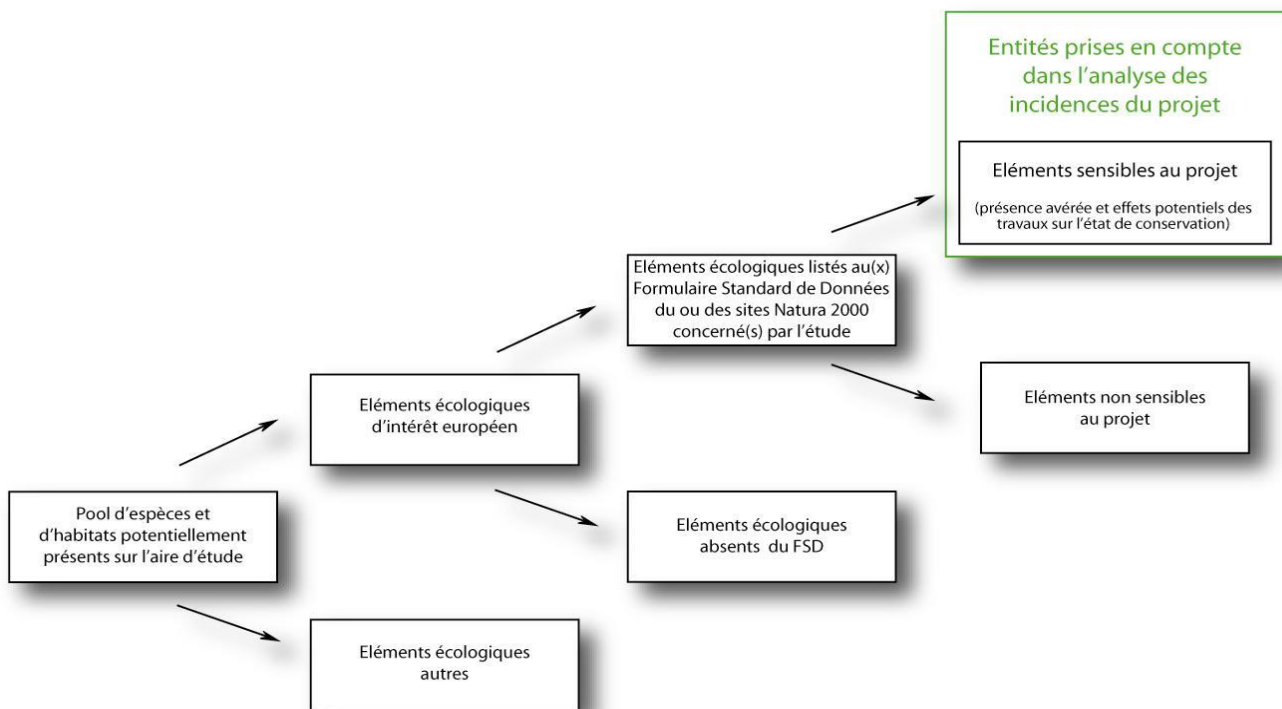 Entités prises en compte
dans l'analyse des
incidences du projet
Eléments sensibles au projet
(présence avérée et effets potentiels des
travaux sur l'état de conservation)
Eléments écologiques listés au(x)
Formulaire Standard de Données
du ou des sites Natura 2000
concerné(s) par l'étude
Eléments non sensibles
au projet
Eléments écologiques
d'intérêt européen
Eléments écologiques
absents du FSD
Pool d'espèces et
d'habitats potentiellement
présents sur l'aire d'étude
Eléments écologiques
autres